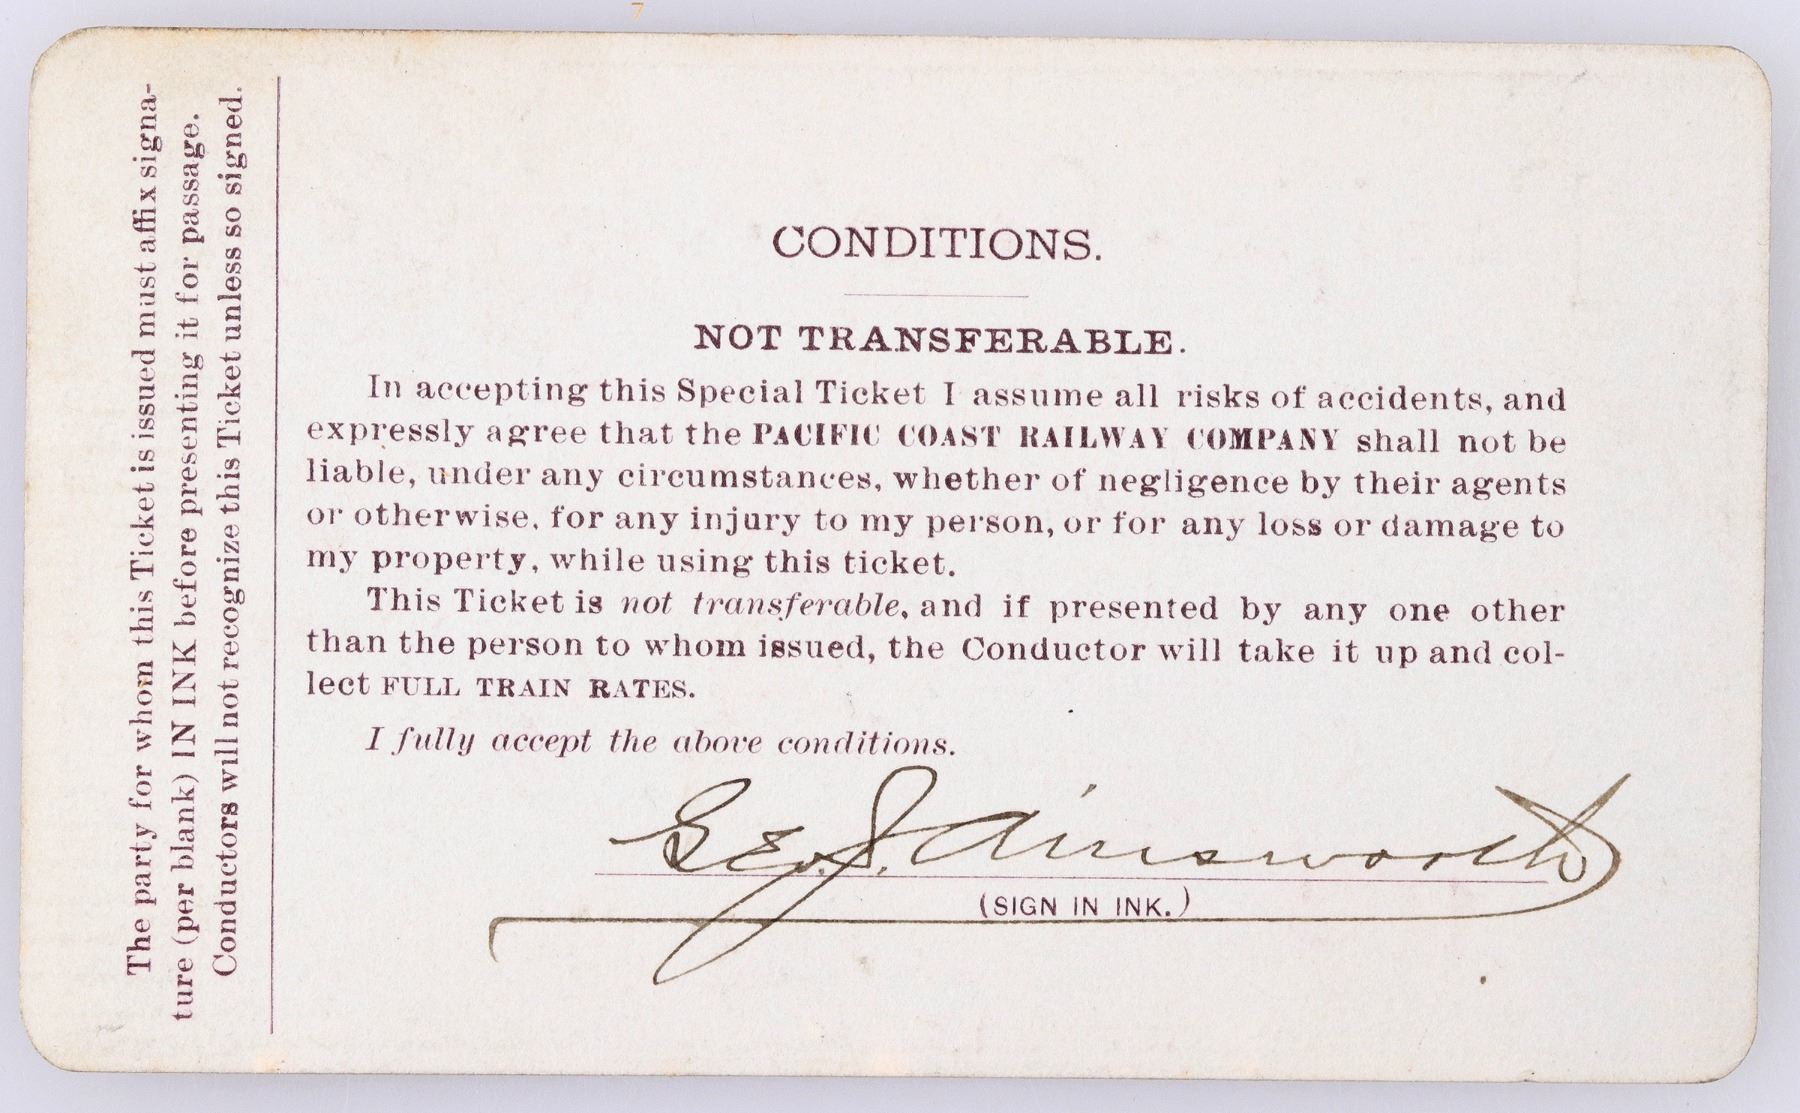 The party for whom this Ticket is issued must affix signa-
ture (per blank) IN INK before presenting it for passage.
Conductors will not recognize this Ticket unless so signed.
CONDITIONS.
NOT TRANSFERABLE.
In accepting this Special Ticket I assume all risks of accidents, and
expressly agree that the PACIFIC COAST RAILWAY COMPANY shall not be
liable, under any circumstances, whether of negligence by their agents
or otherwise, for any injury to my person, or for any loss or damage to
my property, while using this ticket.
This Ticket is not transferable, and if presented by any one other
than the person to whom issued, the Conductor will take it up and col-
lect FULL TRAIN RATES.
I fully accept the above conditions.
Geo. J. Ainsworth
(SIGN IN INK.)